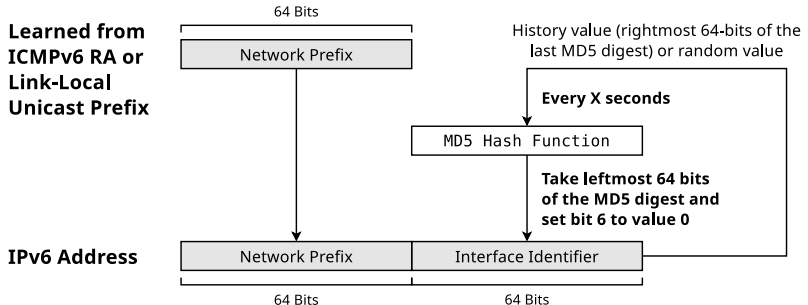 64 Bits
Learned from
ICMPv6 RA or
Link-Local
Unicast Prefix
Network Prefix
History value (rightmost 64-bits of the
last MD5 digest) or random value
Every X seconds
MD5 Hash Function
Take leftmost 64 bits
of the MD5 digest and
set bit 6 to value 0
IPv6 Address
Network Prefix
Interface Identifier
64 Bits
64 Bits